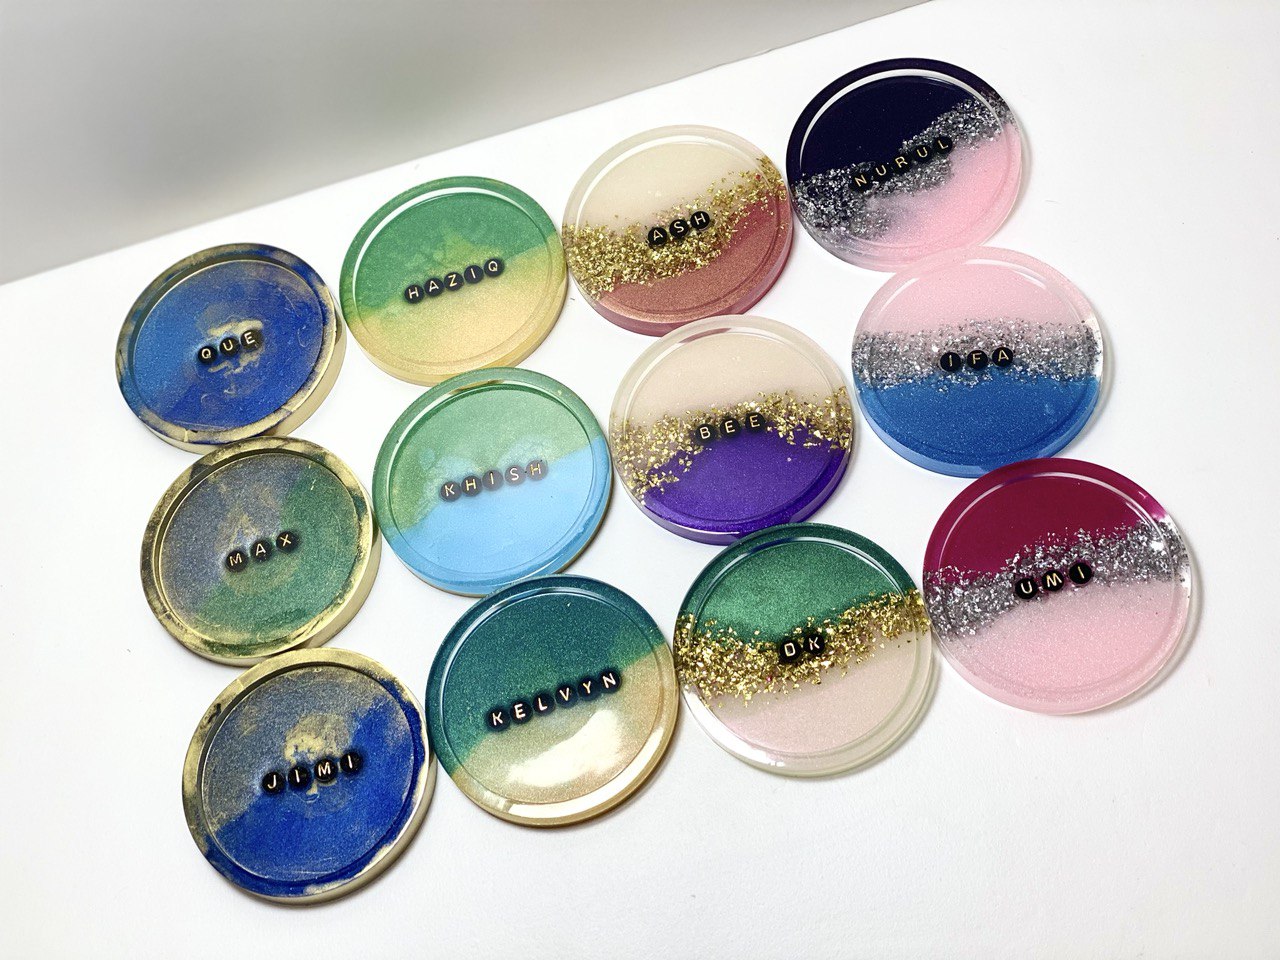 QUE
HAZIQ
ASH
NURUL
MAX
KHISH
BEE
IFA
JIMI
KELVYN
DK
UMI